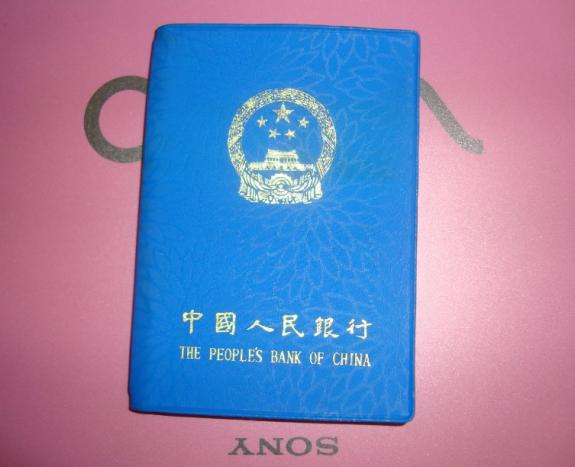 中國人民銀行
THE PEOPLE'S BANK OF CHINA
SONY